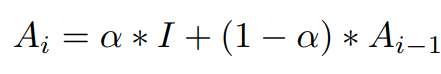 A_i = α * I + (1 − α) * A_{i−1}